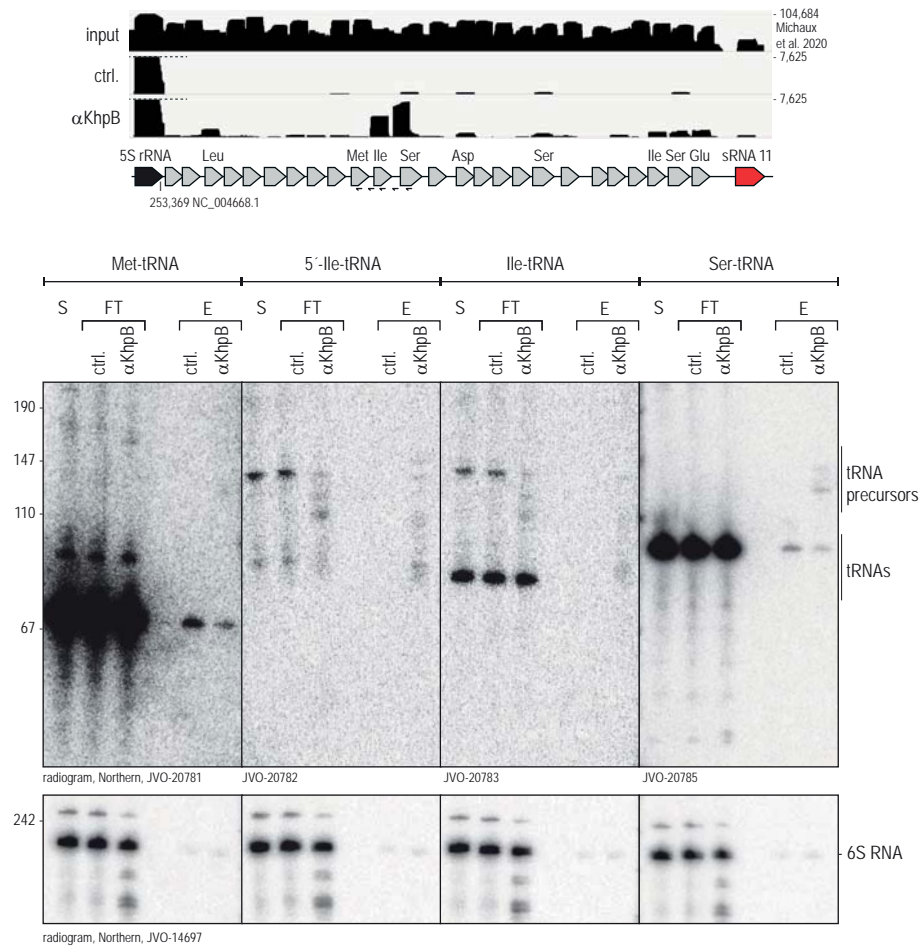 input
- 104,684
Michaux
et al. 2020
ctrl.
- 7,625
αKhpB
- 7,625
5S rRNA Leu Met Ile Ser Asp Ser Ile Ser Glu sRNA 11
253,369 NC_004668.1
Met-tRNA 5´-Ile-tRNA Ile-tRNA Ser-tRNA
S FT E S FT E S FT E S FT E
ctrl. αKhpB ctrl. αKhpB ctrl. αKhpB ctrl. αKhpB ctrl. αKhpB ctrl. αKhpB ctrl. αKhpB ctrl. αKhpB
190 -
147 -
tRNA
precursors
110 -
tRNAs
67 -
radiogram, Northern, JVO-20781 JVO-20782 JVO-20783 JVO-20785
242 -
- 6S RNA
radiogram, Northern, JVO-14697